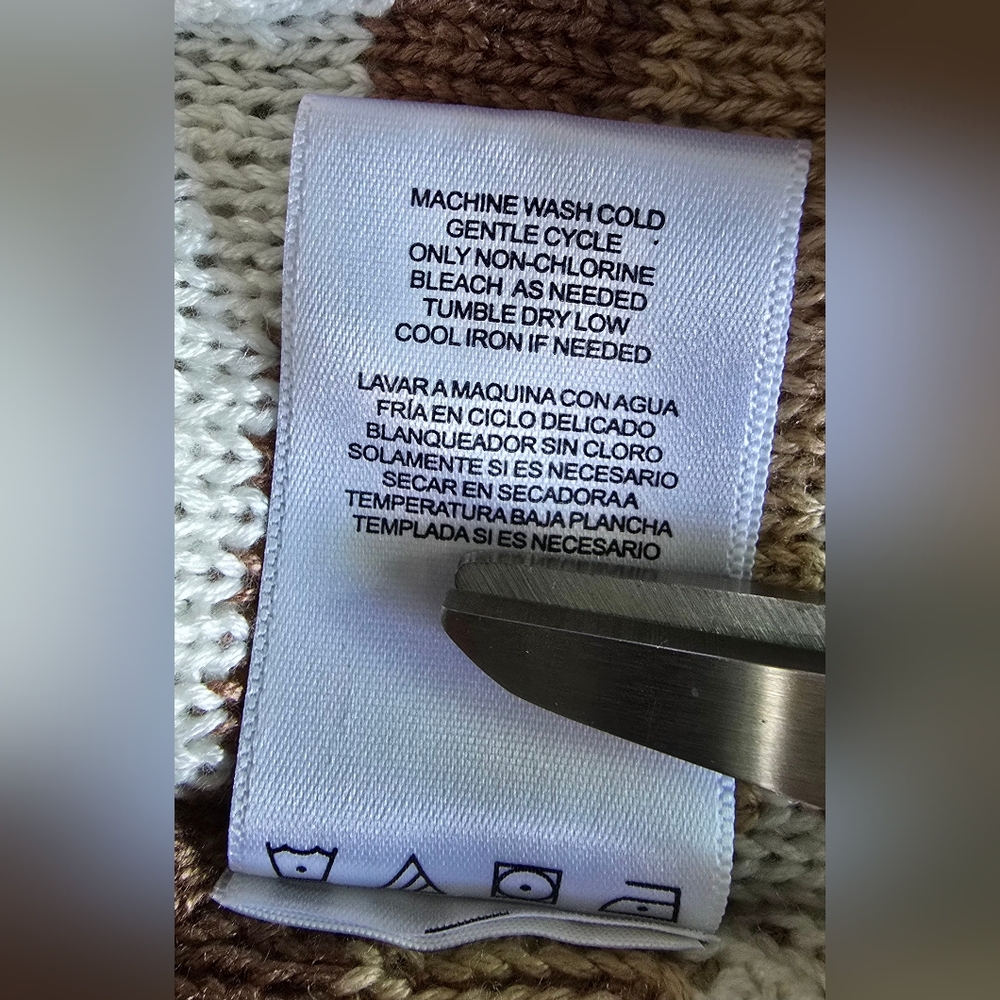 MACHINE WASH COLD
GENTLE CYCLE
ONLY NON-CHLORINE
BLEACH AS NEEDED
TUMBLE DRY LOW
COOL IRON IF NEEDED
LAVAR A MAQUINA CON AGUA
FRÍA EN CICLO DELICADO
BLANQUEADOR SIN CLORO
SOLAMENTE SI ES NECESARIO
SECAR EN SECADORA A
TEMPERATURA BAJA PLANCHA
TEMPLADA SI ES NECESARIO